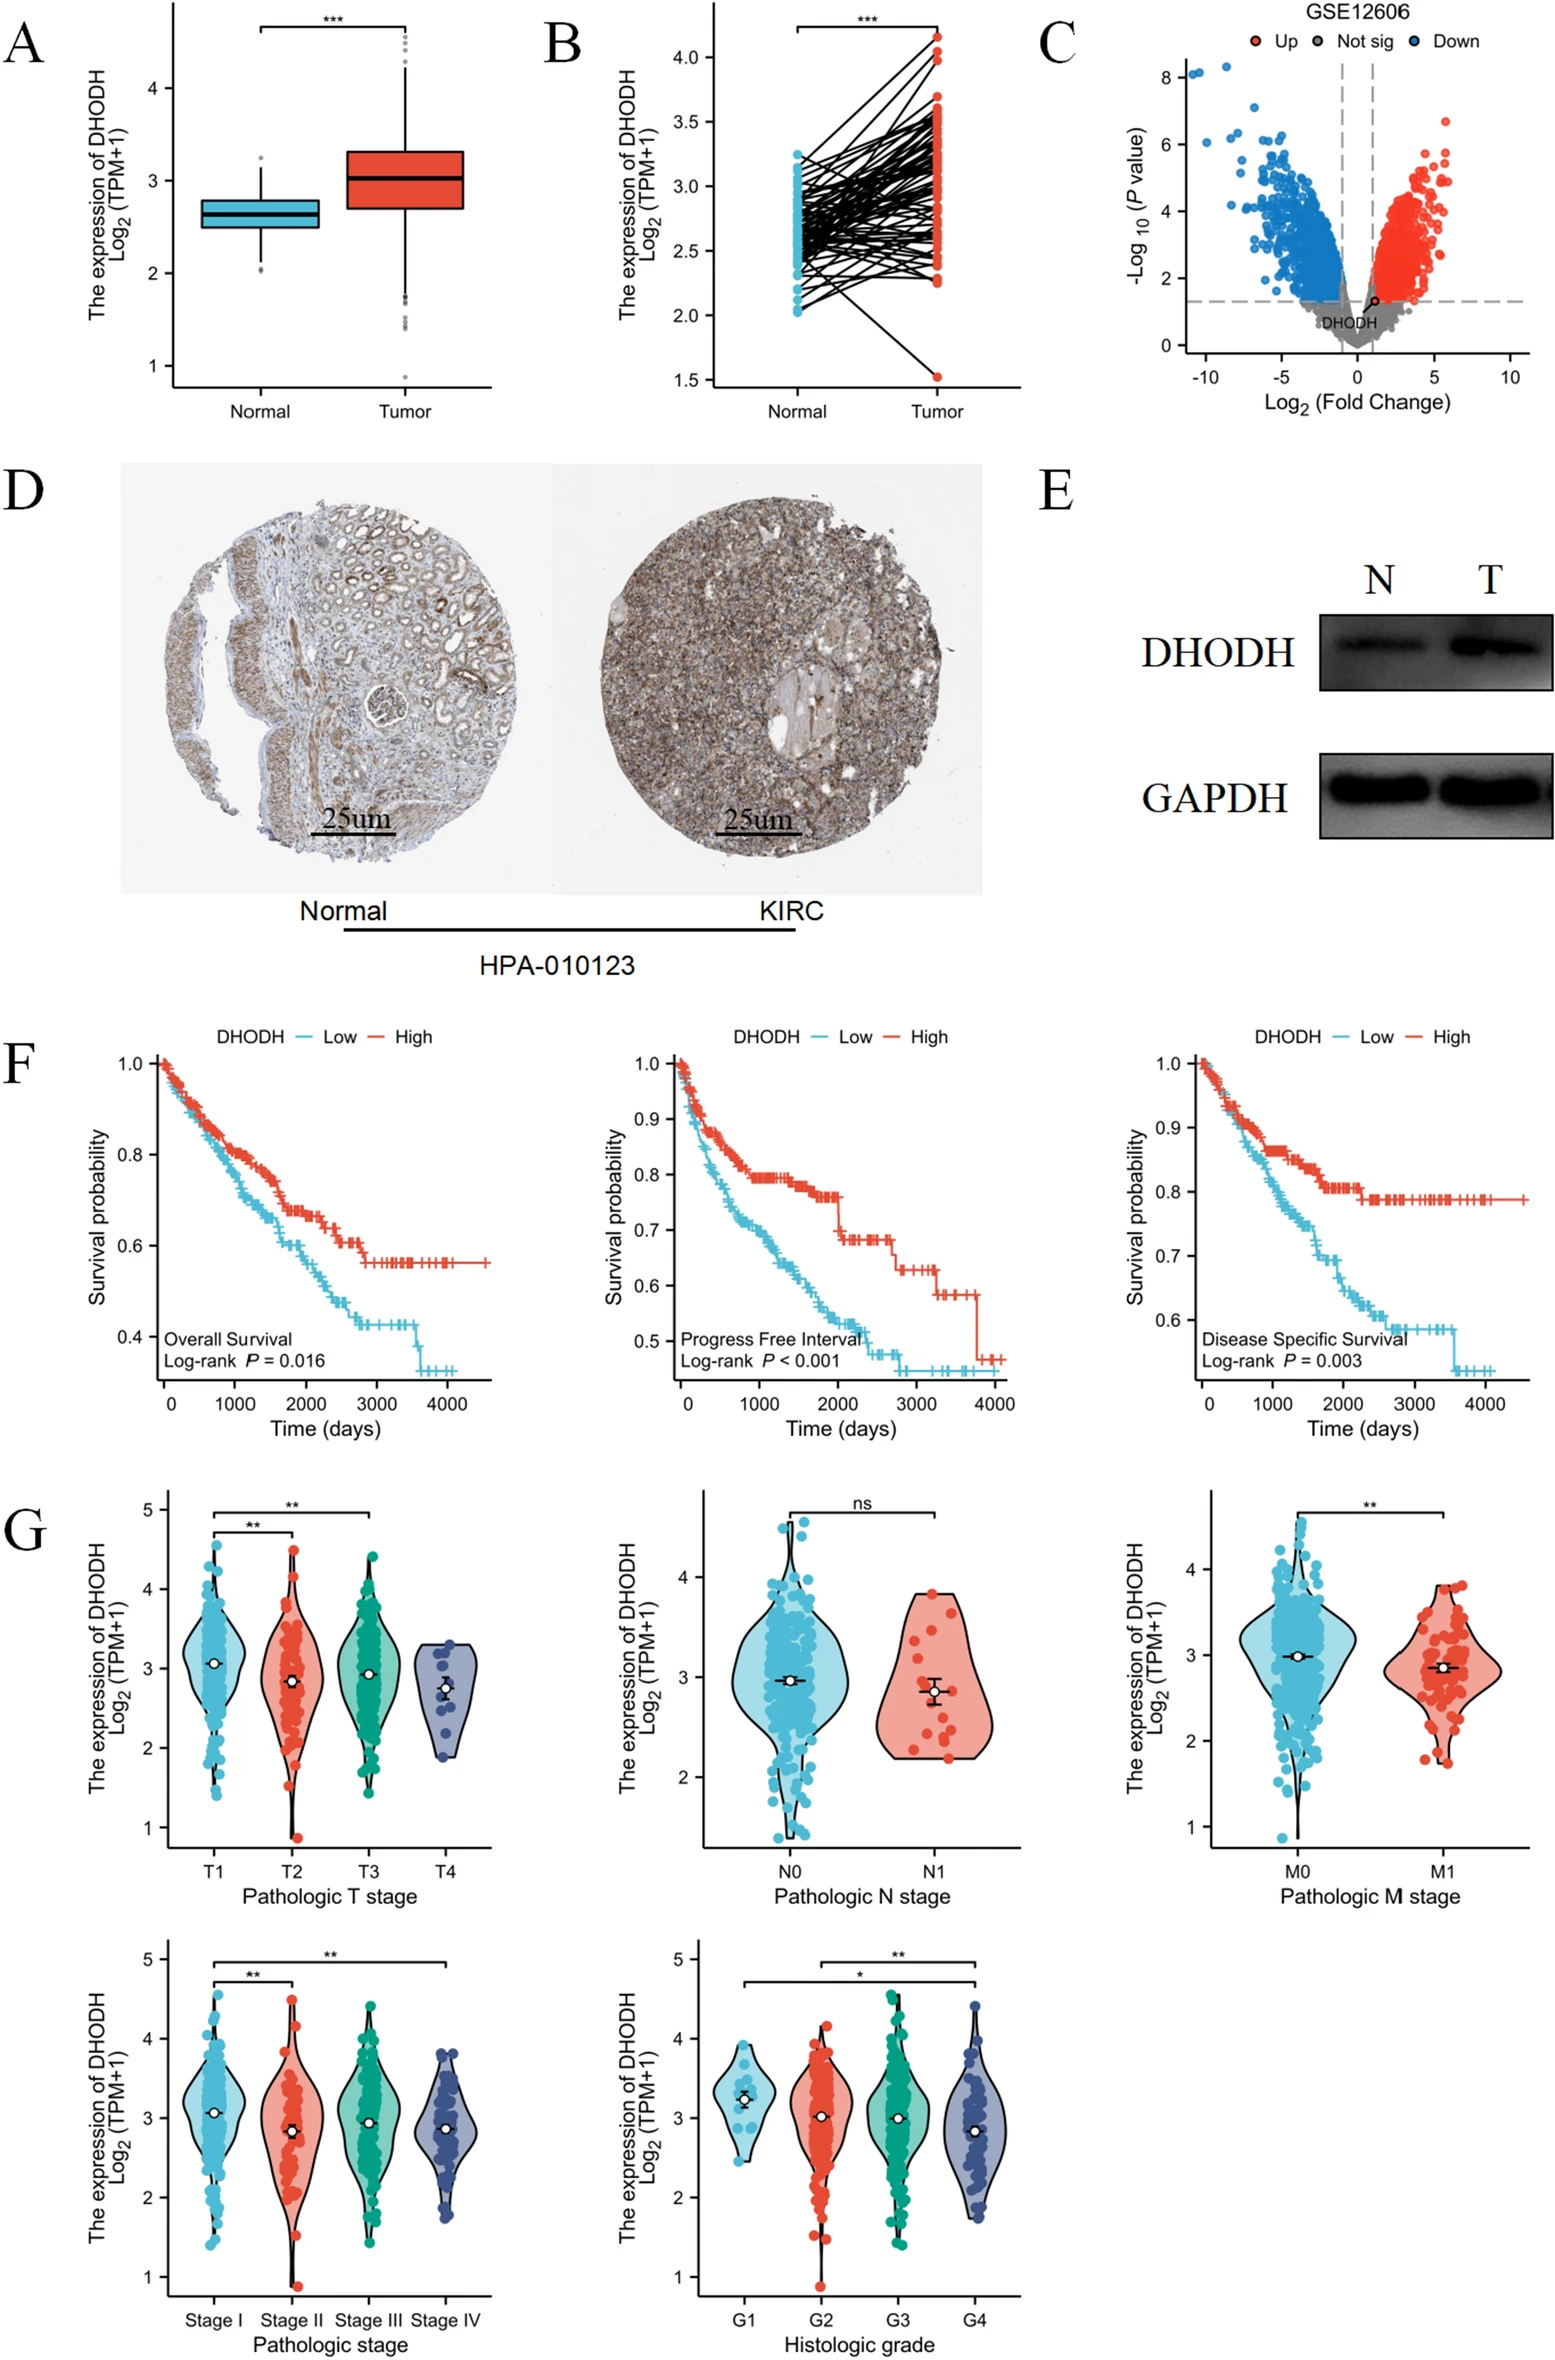 A
The expression of DHODH
Log2 (TPM+1)
***
4
3
2
1
Normal Tumor
B
The expression of DHODH
Log2 (TPM+1)
***
4.0
3.5
3.0
2.5
2.0
1.5
Normal Tumor
C
GSE12606
Up Not sig Down
-Log 10 (P value)
8
6
4
2
0
DHODH
-10 -5 0 5 10
Log2 (Fold Change)
D
25um 25um
Normal KIRC
HPA-010123
E
N T
DHODH
GAPDH
F
DHODH Low High
Survival probability
1.0
0.8
0.6
0.4
Overall Survival
Log-rank P = 0.016
0 1000 2000 3000 4000
Time (days)
DHODH Low High
Survival probability
1.0
0.9
0.8
0.7
0.6
0.5
Progress Free Interval
Log-rank P < 0.001
0 1000 2000 3000 4000
Time (days)
DHODH Low High
Survival probability
1.0
0.9
0.8
0.7
0.6
Disease Specific Survival
Log-rank P = 0.003
0 1000 2000 3000 4000
Time (days)
G
The expression of DHODH
Log2 (TPM+1)
**
**
5
4
3
2
1
T1 T2 T3 T4
Pathologic T stage
The expression of DHODH
Log2 (TPM+1)
ns
4
3
2
N0 N1
Pathologic N stage
The expression of DHODH
Log2 (TPM+1)
**
4
3
2
1
M0 M1
Pathologic M stage
The expression of DHODH
Log2 (TPM+1)
**
**
5
4
3
2
1
Stage I Stage II Stage III Stage IV
Pathologic stage
The expression of DHODH
Log2 (TPM+1)
**
*
5
4
3
2
1
G1 G2 G3 G4
Histologic grade